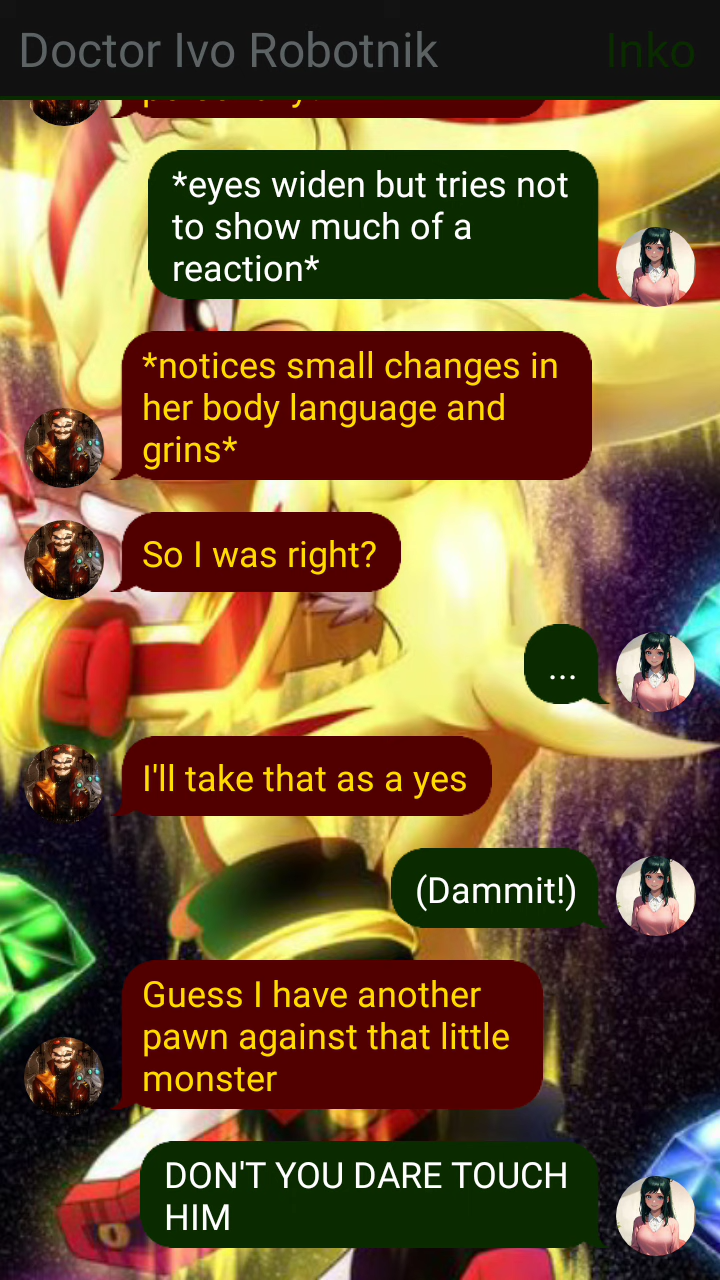 Doctor Ivo Robotnik
Inko
*eyes widen but tries not
to show much of a
reaction*
*notices small changes in
her body language and
grins*
So I was right?
...
I'll take that as a yes
(Dammit!)
Guess I have another
pawn against that little
monster
DON'T YOU DARE TOUCH
HIM